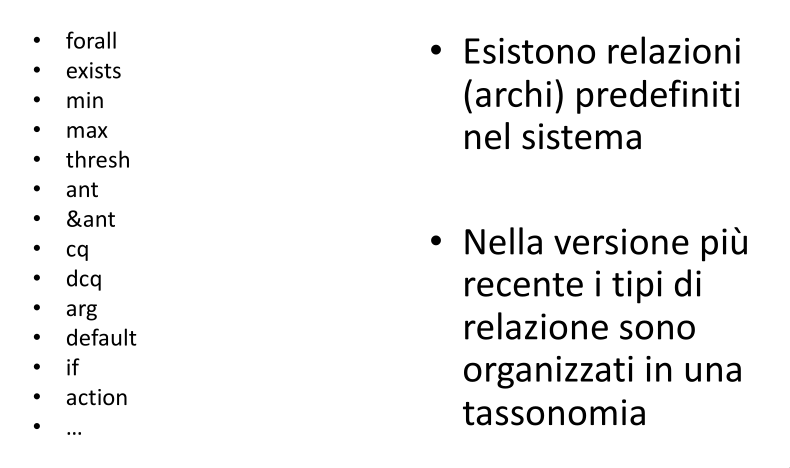 • forall
• exists
• min
• max
• thresh
• ant
• &ant
• cq
• dcq
• arg
• default
• if
• action
• …
• Esistono relazioni
(archi) predefiniti
nel sistema
• Nella versione più
recente i tipi di
relazione sono
organizzati in una
tassonomia